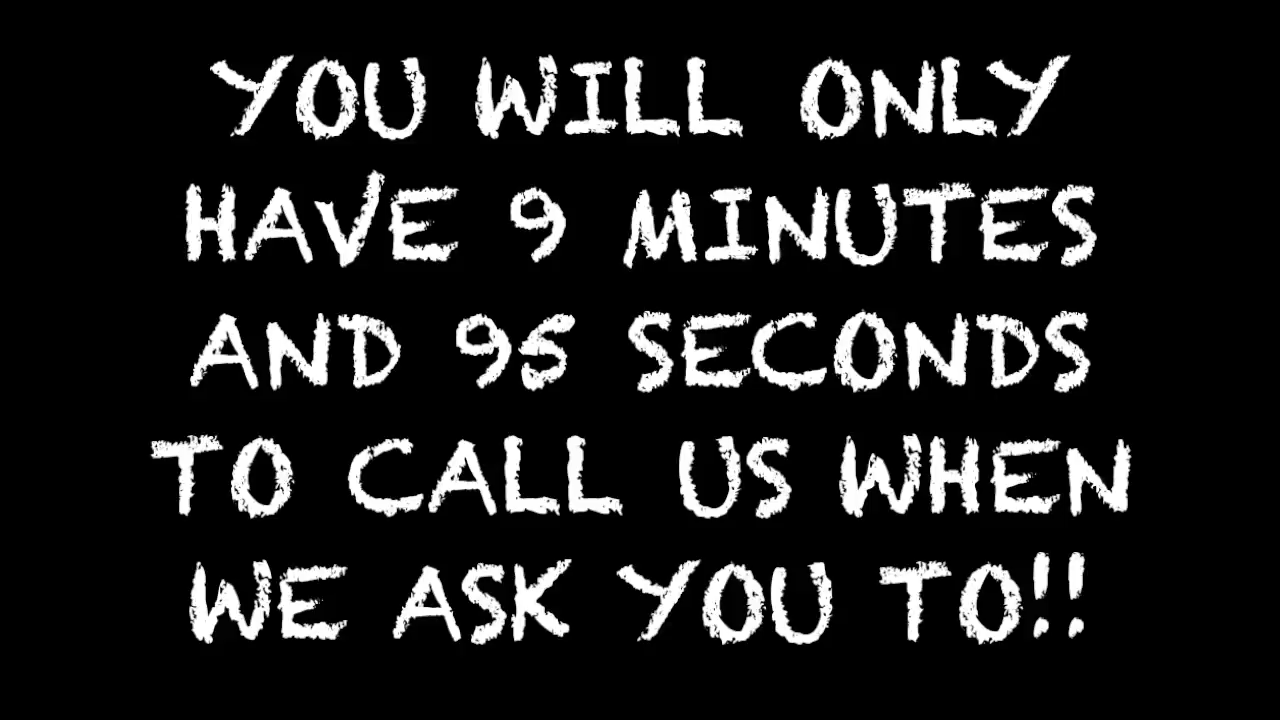 YOU WILL ONLY
HAVE 9 MINUTES
AND 95 SECONDS
TO CALL US WHEN
WE ASK YOU TO!!